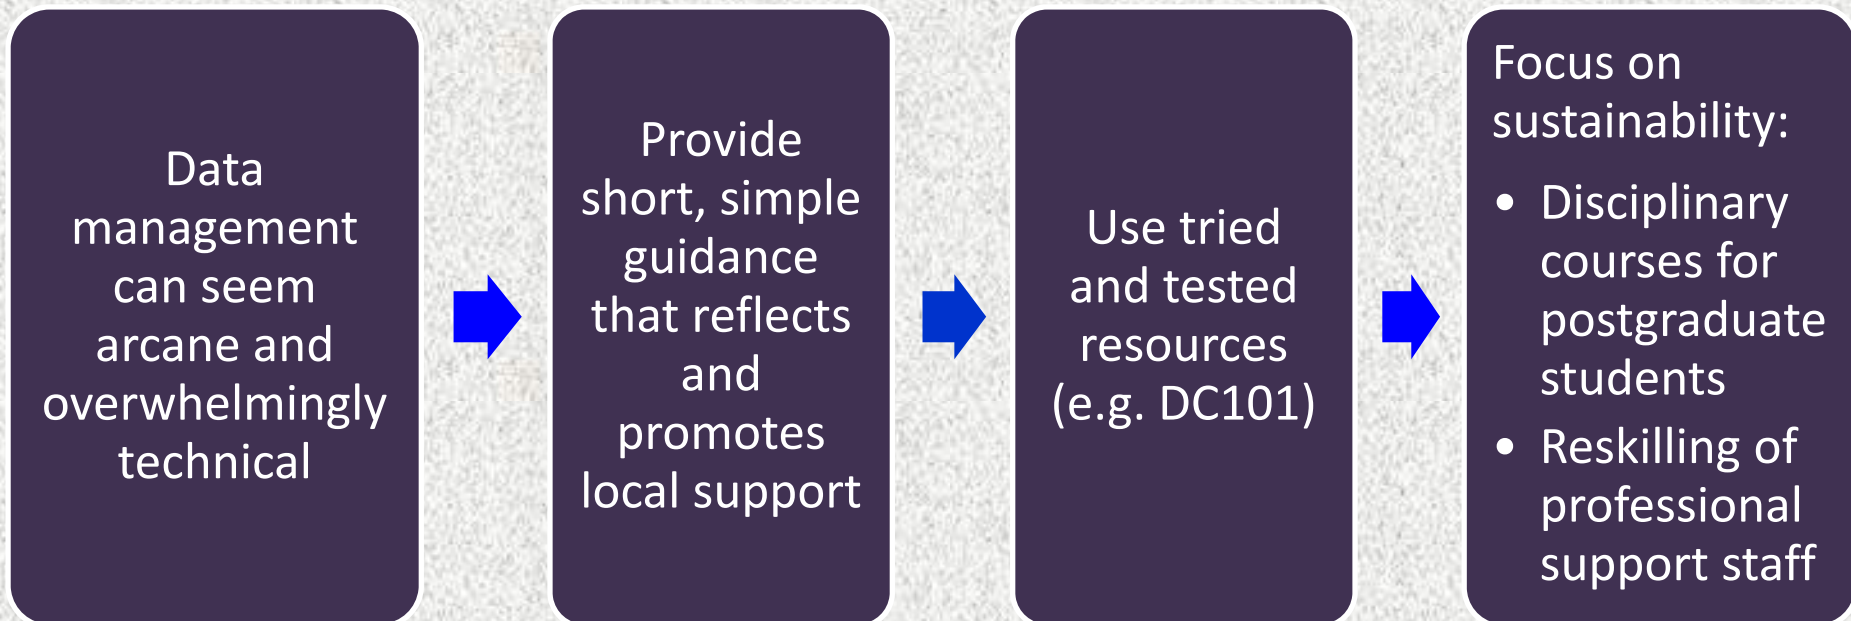 Data
management
can seem
arcane and
overwhelmingly
technical
Provide
short, simple
guidance
that reflects
and
promotes
local support
Use tried
and tested
resources
(e.g. DC101)
Focus on
sustainability:
• Disciplinary
courses for
postgraduate
students
• Reskilling of
professional
support staff